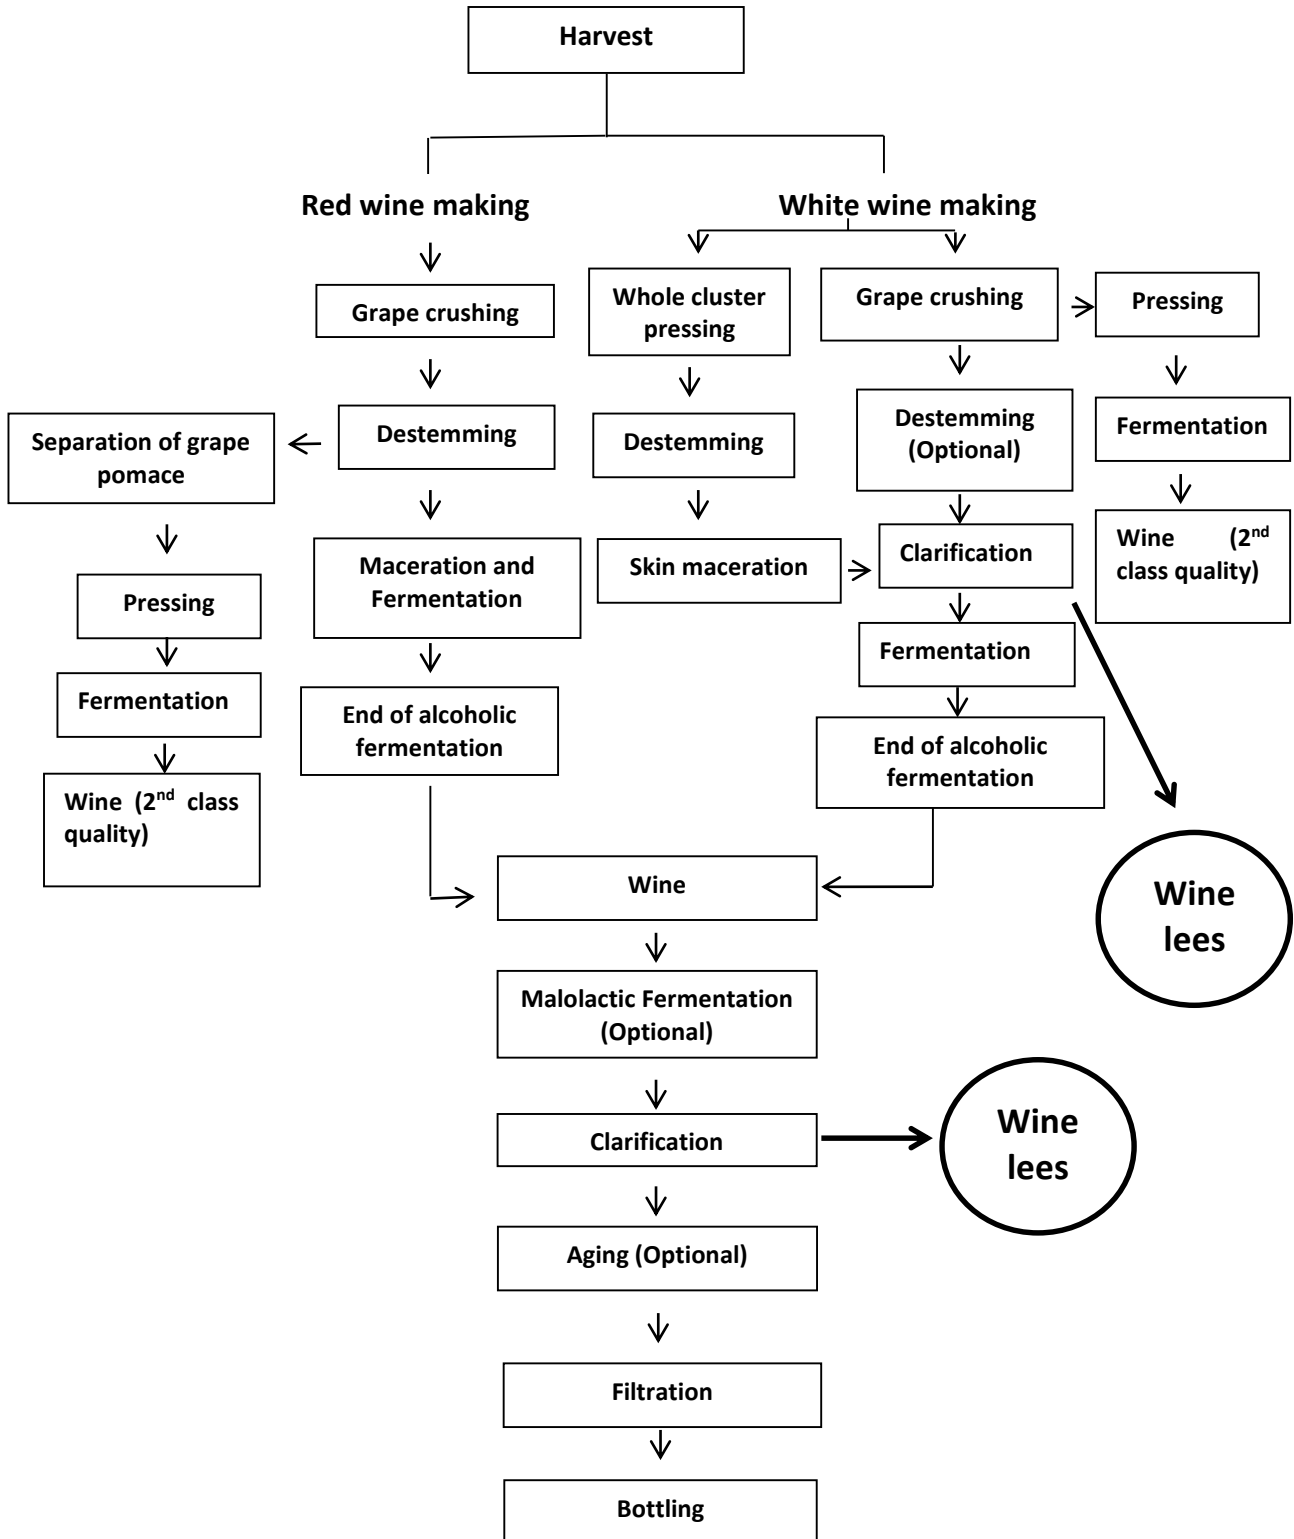 Harvest
Red wine making
White wine making
Grape crushing
Whole cluster
pressing
Grape crushing
Pressing
Separation of grape
pomace
Destemming
Destemming
Destemming
(Optional)
Fermentation
Pressing
Maceration and
Fermentation
Skin maceration
Clarification
Wine (2nd
class quality)
Fermentation
End of alcoholic
fermentation
Fermentation
Wine (2nd class
quality)
End of alcoholic
fermentation
Wine
Wine
lees
Malolactic Fermentation
(Optional)
Clarification
Wine
lees
Aging (Optional)
Filtration
Bottling